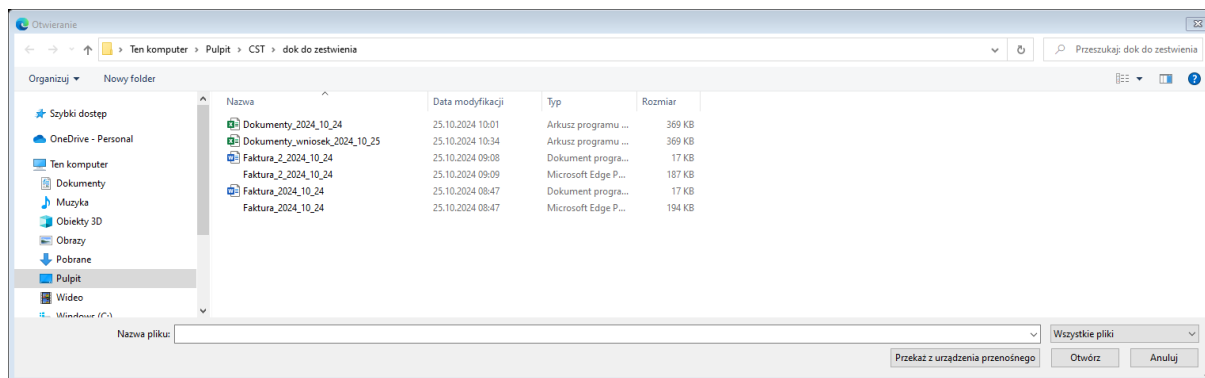 Otwieranie
Ten komputer > Pulpit > CST > dok do zestwienia
Przeszukaj: dok do zestwienia
Organizuj Nowy folder
Szybki dostęp
OneDrive - Personal
Ten komputer
Dokumenty
Muzyka
Obiekty 3D
Obrazy
Pobrane
Pulpit
Wideo
Windows (C:)
Nazwa Data modyfikacji Typ Rozmiar
Dokumenty_2024_10_24 25.10.2024 10:01 Arkusz programu ... 369 KB
Dokumenty_wniosek_2024_10_25 25.10.2024 10:34 Arkusz programu ... 369 KB
Faktura_2_2024_10_24 25.10.2024 09:08 Dokument progra... 17 KB
Faktura_2_2024_10_24 25.10.2024 09:09 Microsoft Edge P... 187 KB
Faktura_2024_10_24 25.10.2024 08:47 Dokument progra... 17 KB
Faktura_2024_10_24 25.10.2024 08:47 Microsoft Edge P... 194 KB
Nazwa pliku:
Wszystkie pliki
Przekaż z urządzenia przenośnego Otwórz Anuluj